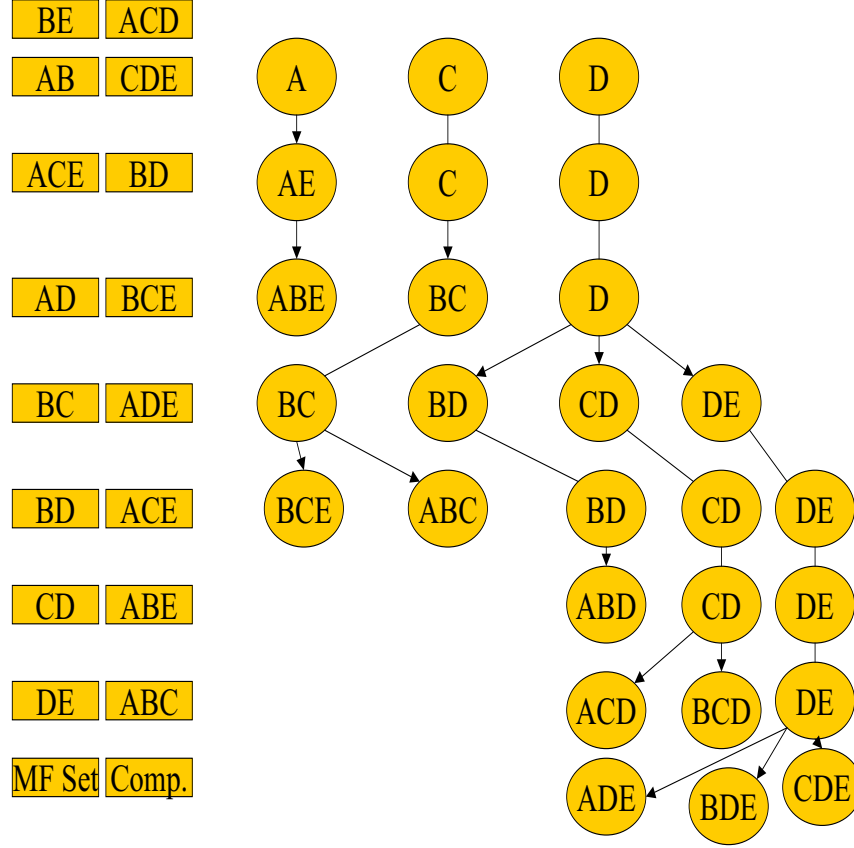 BE ACD
AB CDE A C D
ACE BD AE C D
AD BCE ABE BC D
BC ADE BC BD CD DE
BD ACE BCE ABC BD CD DE
CD ABE ABD CD DE
DE ABC ACD BCD DE
MF Set Comp. ADE BDE CDE